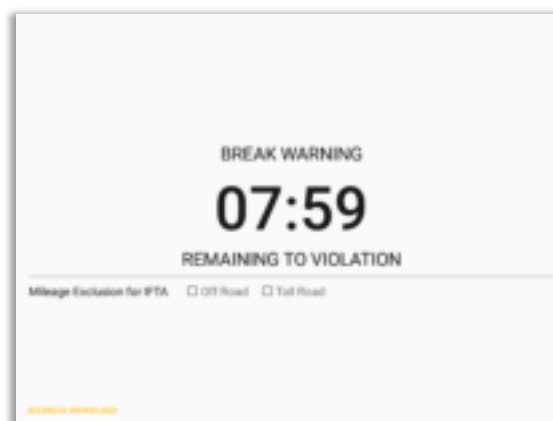 BREAK WARNING
07:59
REMAINING TO VIOLATION
Mileage Exclusion for IFTA ☐ Off Road ☐ Toll Road